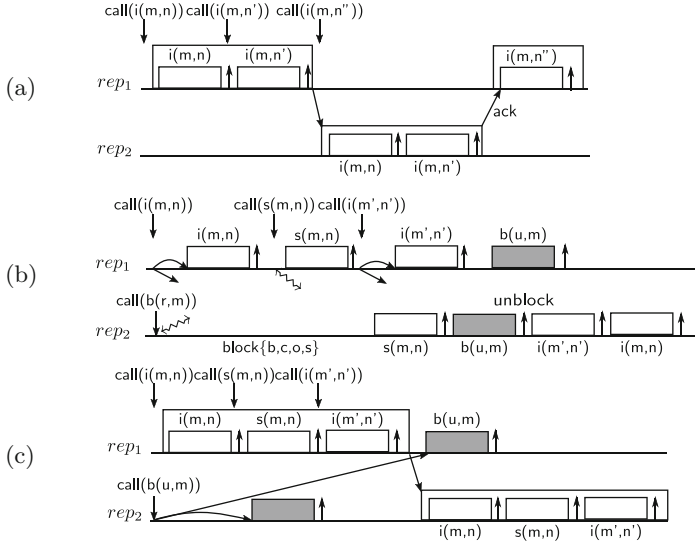 call(i(m,n)) call(i(m,n')) call(i(m,n''))
i(m,n) i(m,n') i(m,n'')
(a) rep1
ack
rep2
i(m,n) i(m,n')
call(i(m,n)) call(s(m,n)) call(i(m',n'))
i(m,n) s(m,n) i(m',n') b(u,m)
(b) rep1
call(b(r,m)) unblock
rep2
block{b,c,o,s} s(m,n) b(u,m) i(m',n') i(m,n)
call(i(m,n)) call(s(m,n)) call(i(m',n'))
i(m,n) s(m,n) i(m',n') b(u,m)
rep1
(c)
call(b(u,m))
rep2
i(m,n) s(m,n) i(m',n')